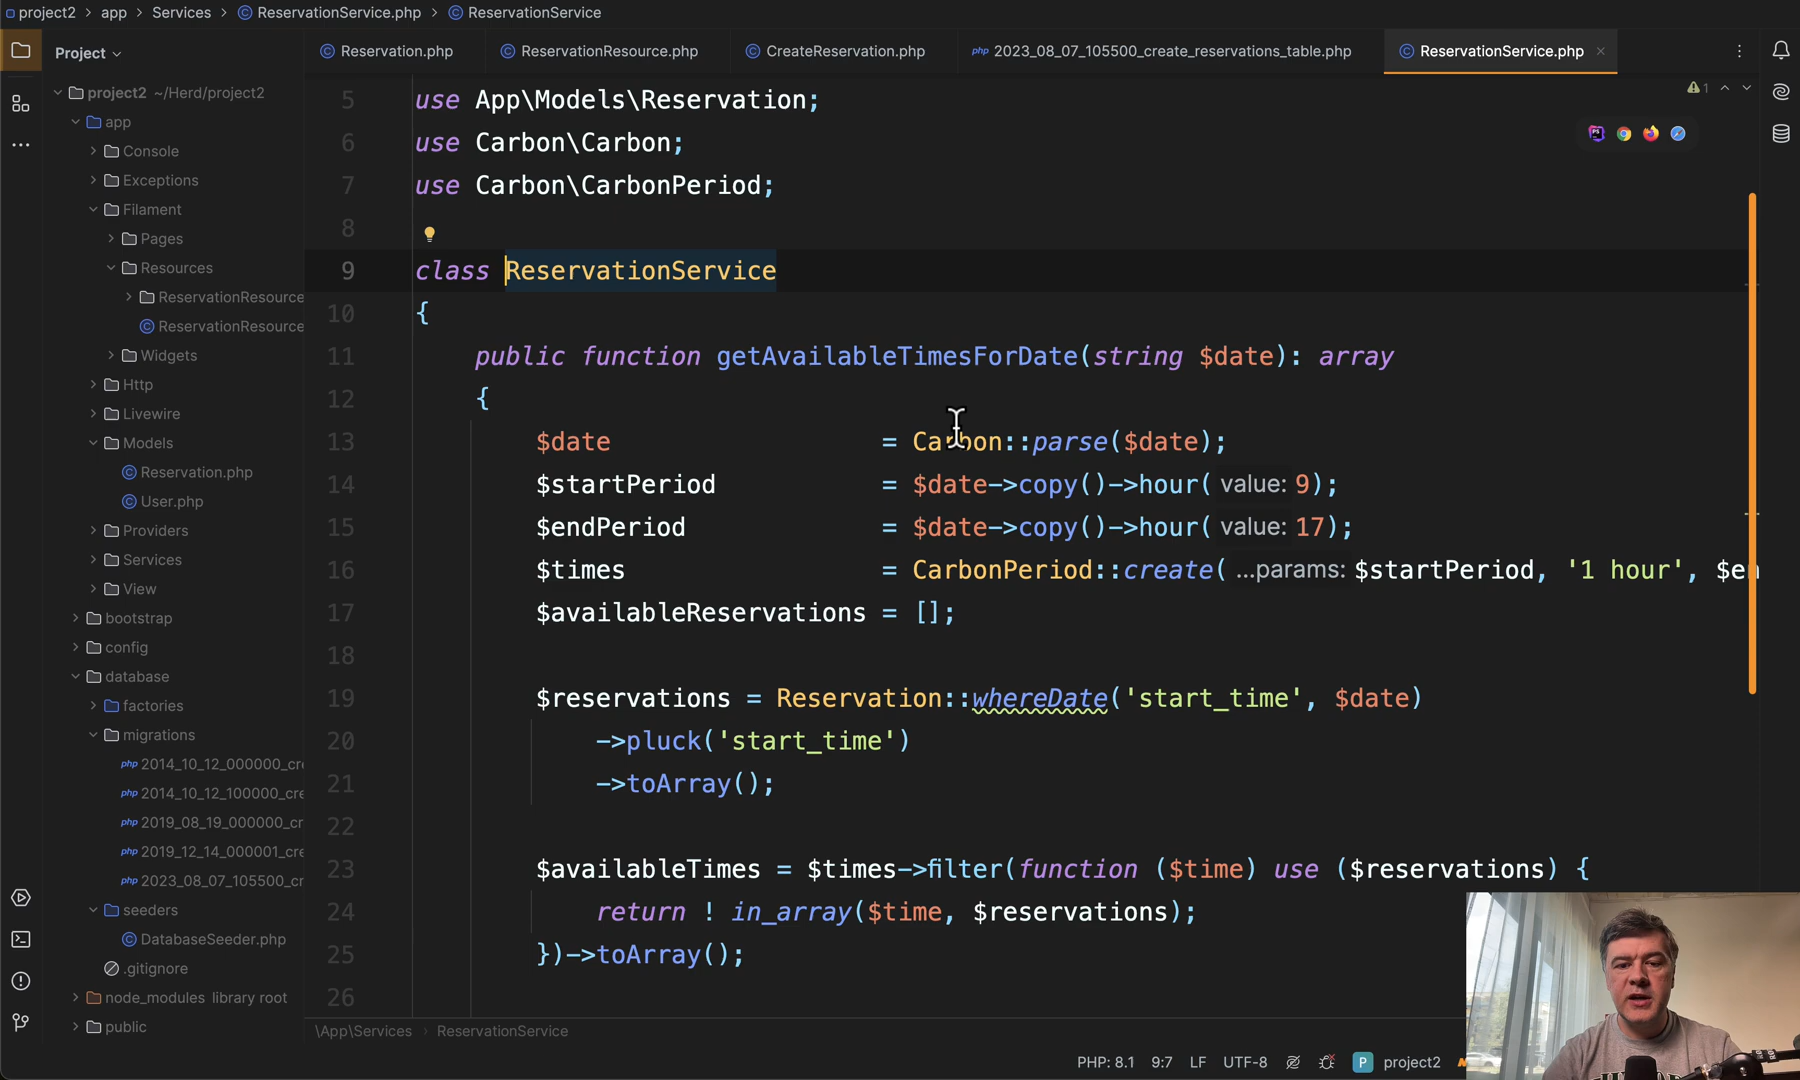 project2 > app > Services > ReservationService.php > ReservationService
Project
Reservation.php
ReservationResource.php
CreateReservation.php
php 2023_08_07_105500_create_reservations_table.php
ReservationService.php ×
project2 ~/Herd/project2
app
Console
Exceptions
Filament
Pages
Resources
ReservationResource
ReservationResource
Widgets
Http
Livewire
Models
Reservation.php
User.php
Providers
Services
View
bootstrap
config
database
factories
migrations
php 2014_10_12_000000_cr
php 2014_10_12_100000_cre
php 2019_08_19_000000_cr
php 2019_12_14_000001_cre
php 2023_08_07_105500_cr
seeders
DatabaseSeeder.php
.gitignore
node_modules library root
public
1
5 use App\Models\Reservation;
6 use Carbon\Carbon;
7 use Carbon\CarbonPeriod;
8
9 class ReservationService
10 {
11 public function getAvailableTimesForDate(string $date): array
12 {
13 $date = Carbon::parse($date);
14 $startPeriod = $date->copy()->hour( value: 9);
15 $endPeriod = $date->copy()->hour( value: 17);
16 $times = CarbonPeriod::create( ...params: $startPeriod, '1 hour', $en
17 $availableReservations = [];
18
19 $reservations = Reservation::whereDate('start_time', $date)
20 ->pluck('start_time')
21 ->toArray();
22
23 $availableTimes = $times->filter(function ($time) use ($reservations) {
24 return ! in_array($time, $reservations);
25 })->toArray();
26
\App\Services > ReservationService
PHP: 8.1 9:7 LF UTF-8 P project2